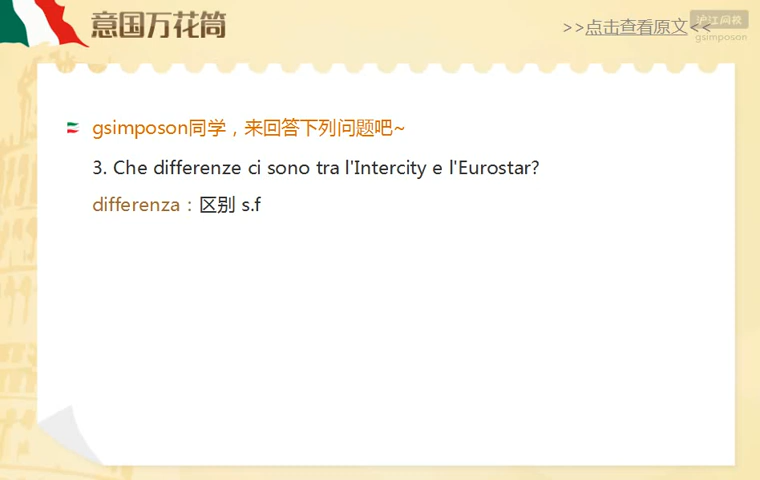 意国万花筒
>>点击查看原文<<
沪江网校
gsimposon
gsimposon同学，来回答下列问题吧~
3. Che differenze ci sono tra l'Intercity e l'Eurostar?
differenza：区别 s.f